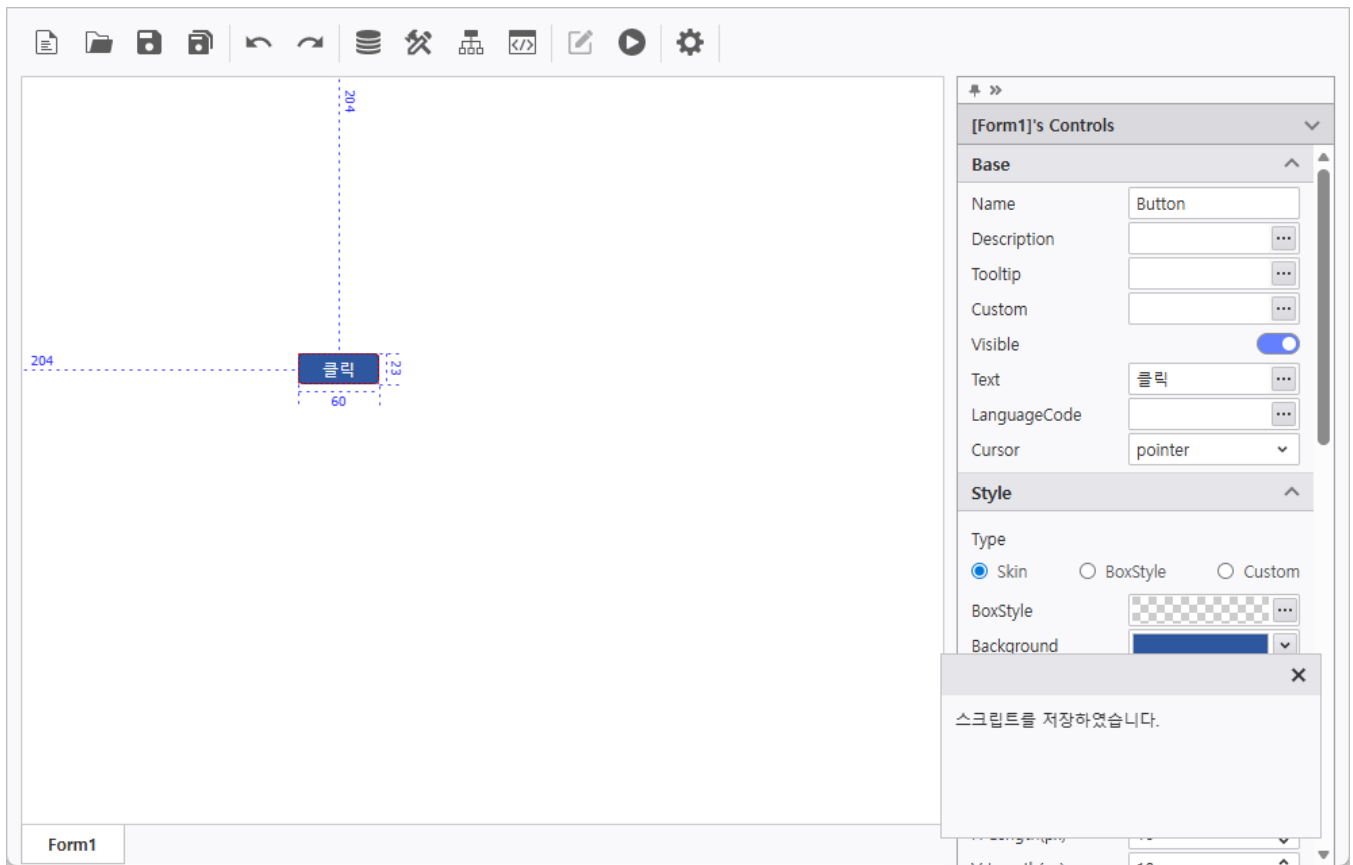 204
204
클릭
23
60
[Form1]'s Controls
Base
Name
Button
Description
Tooltip
Custom
Visible
Text
클릭
LanguageCode
Cursor
pointer
Style
Type
Skin
BoxStyle
Custom
BoxStyle
Background
스크립트를 저장하였습니다.
Form1